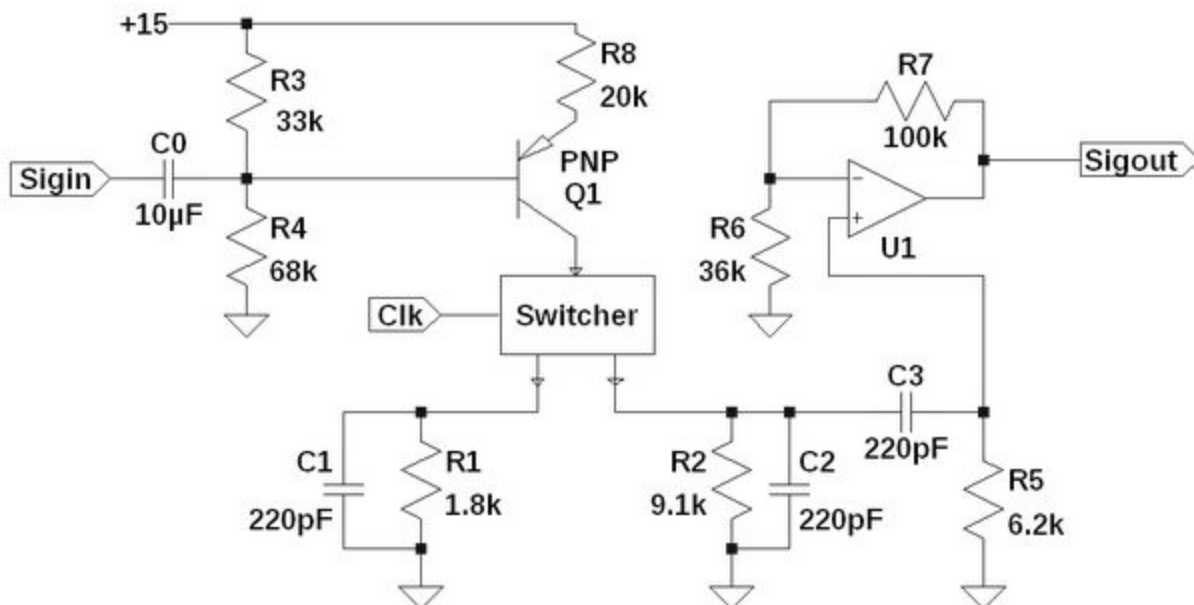 +15
R3
33k
R8
20k
R7
100k
C0
10µF
Sigin
PNP
Q1
Sigout
−
+
U1
R4
68k
R6
36k
Clk
Switcher
C3
220pF
C1
220pF
R1
1.8k
R2
9.1k
C2
220pF
R5
6.2k